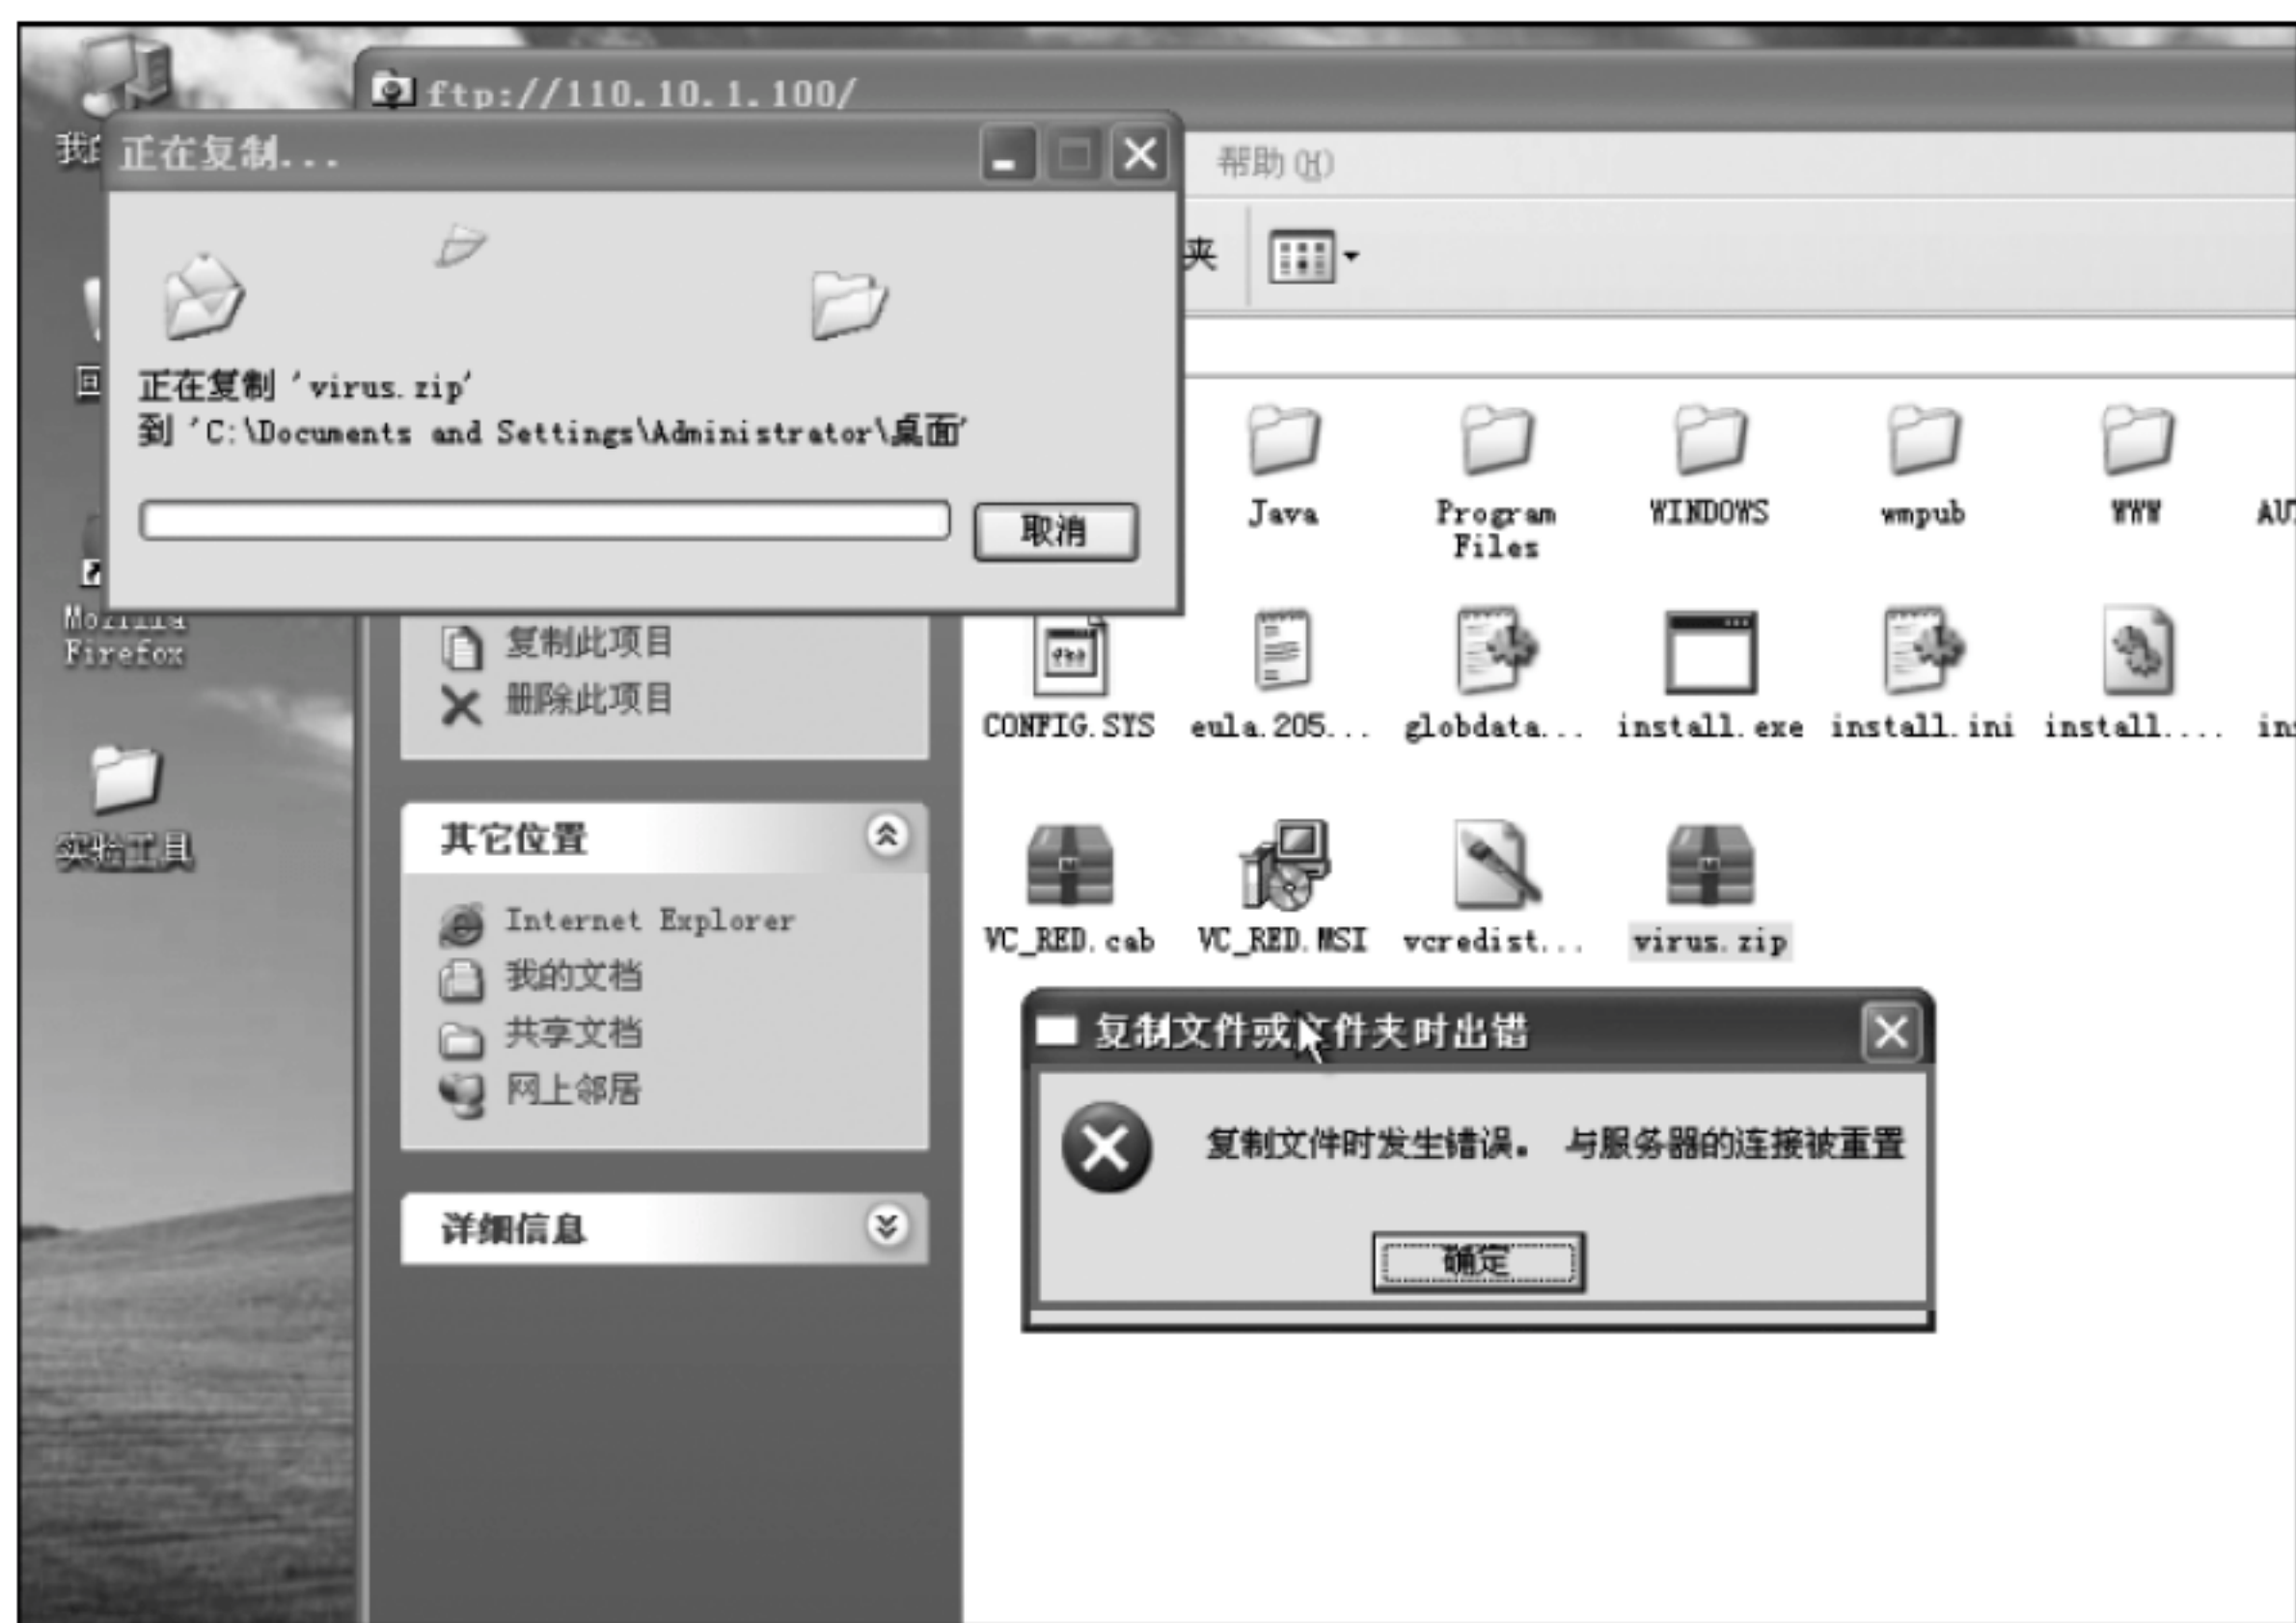 ftp://110.10.1.100/
正在复制...
帮助(H)
夹
正在复制 'virus.zip'
到 'C:\Documents and Settings\Administrator\桌面'
取消
Java
Program
Files
WINDOWS
wmpub
WWW
Mozilla
Firefox
复制此项目
删除此项目
CONFIG.SYS
eula.205...
globdata...
install.exe
install.ini
install....
实验工具
其它位置
Internet Explorer
我的文档
共享文档
网上邻居
VC_RED.cab
VC_RED.MSI
vcredist...
virus.zip
复制文件或文件夹时出错
复制文件时发生错误。 与服务器的连接被重置
确定
详细信息